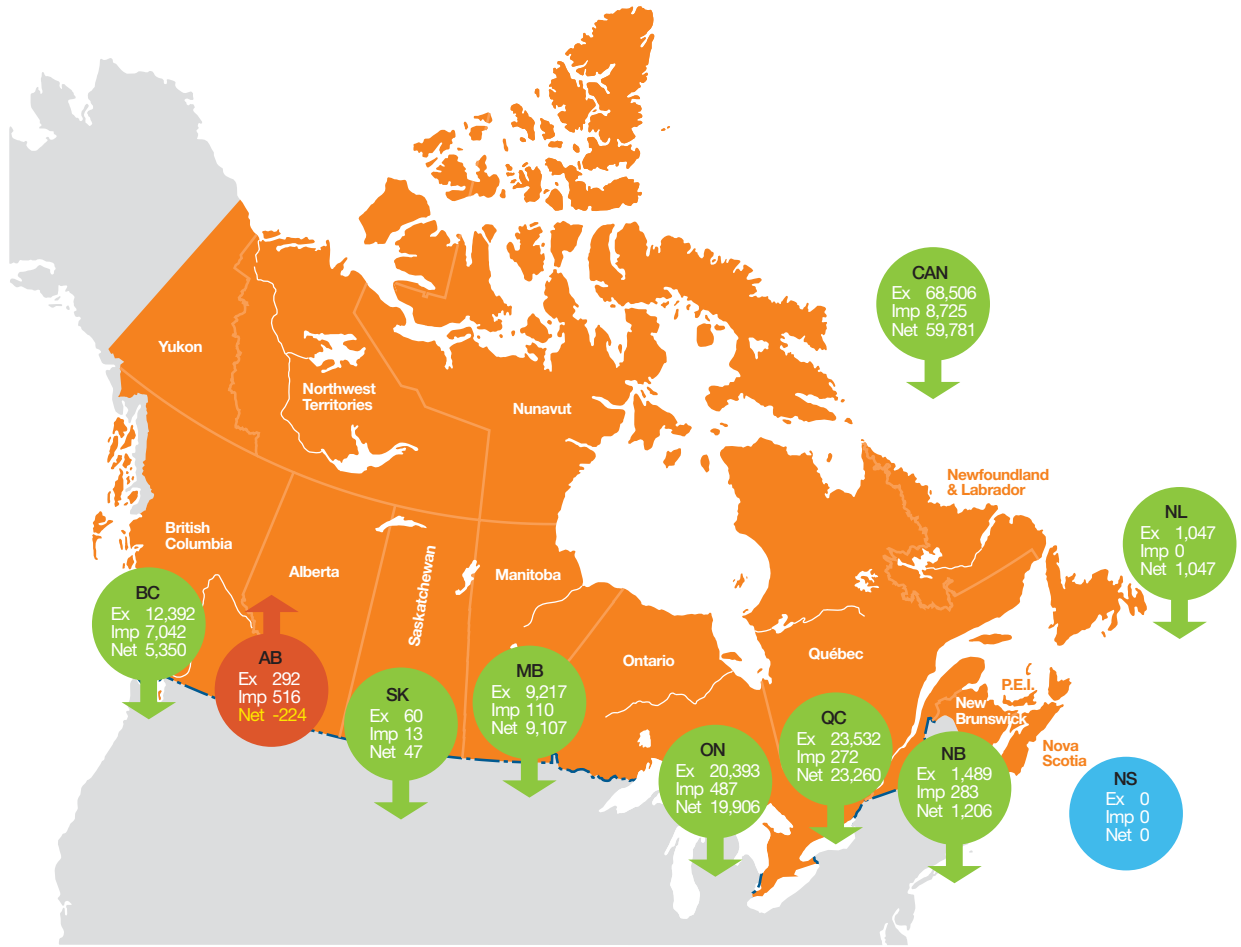 CAN
Ex 68,506
Imp 8,725
Net 59,781
Yukon
Northwest
Territories
Nunavut
Newfoundland
& Labrador
NL
Ex 1,047
Imp 0
Net 1,047
British
Columbia
Alberta
Saskatchewan
Manitoba
Ontario
Québec
P.E.I.
New
Brunswick
Nova
Scotia
BC
Ex 12,392
Imp 7,042
Net 5,350
AB
Ex 292
Imp 516
Net -224
SK
Ex 60
Imp 13
Net 47
MB
Ex 9,217
Imp 110
Net 9,107
ON
Ex 20,393
Imp 487
Net 19,906
QC
Ex 23,532
Imp 272
Net 23,260
NB
Ex 1,489
Imp 283
Net 1,206
NS
Ex 0
Imp 0
Net 0